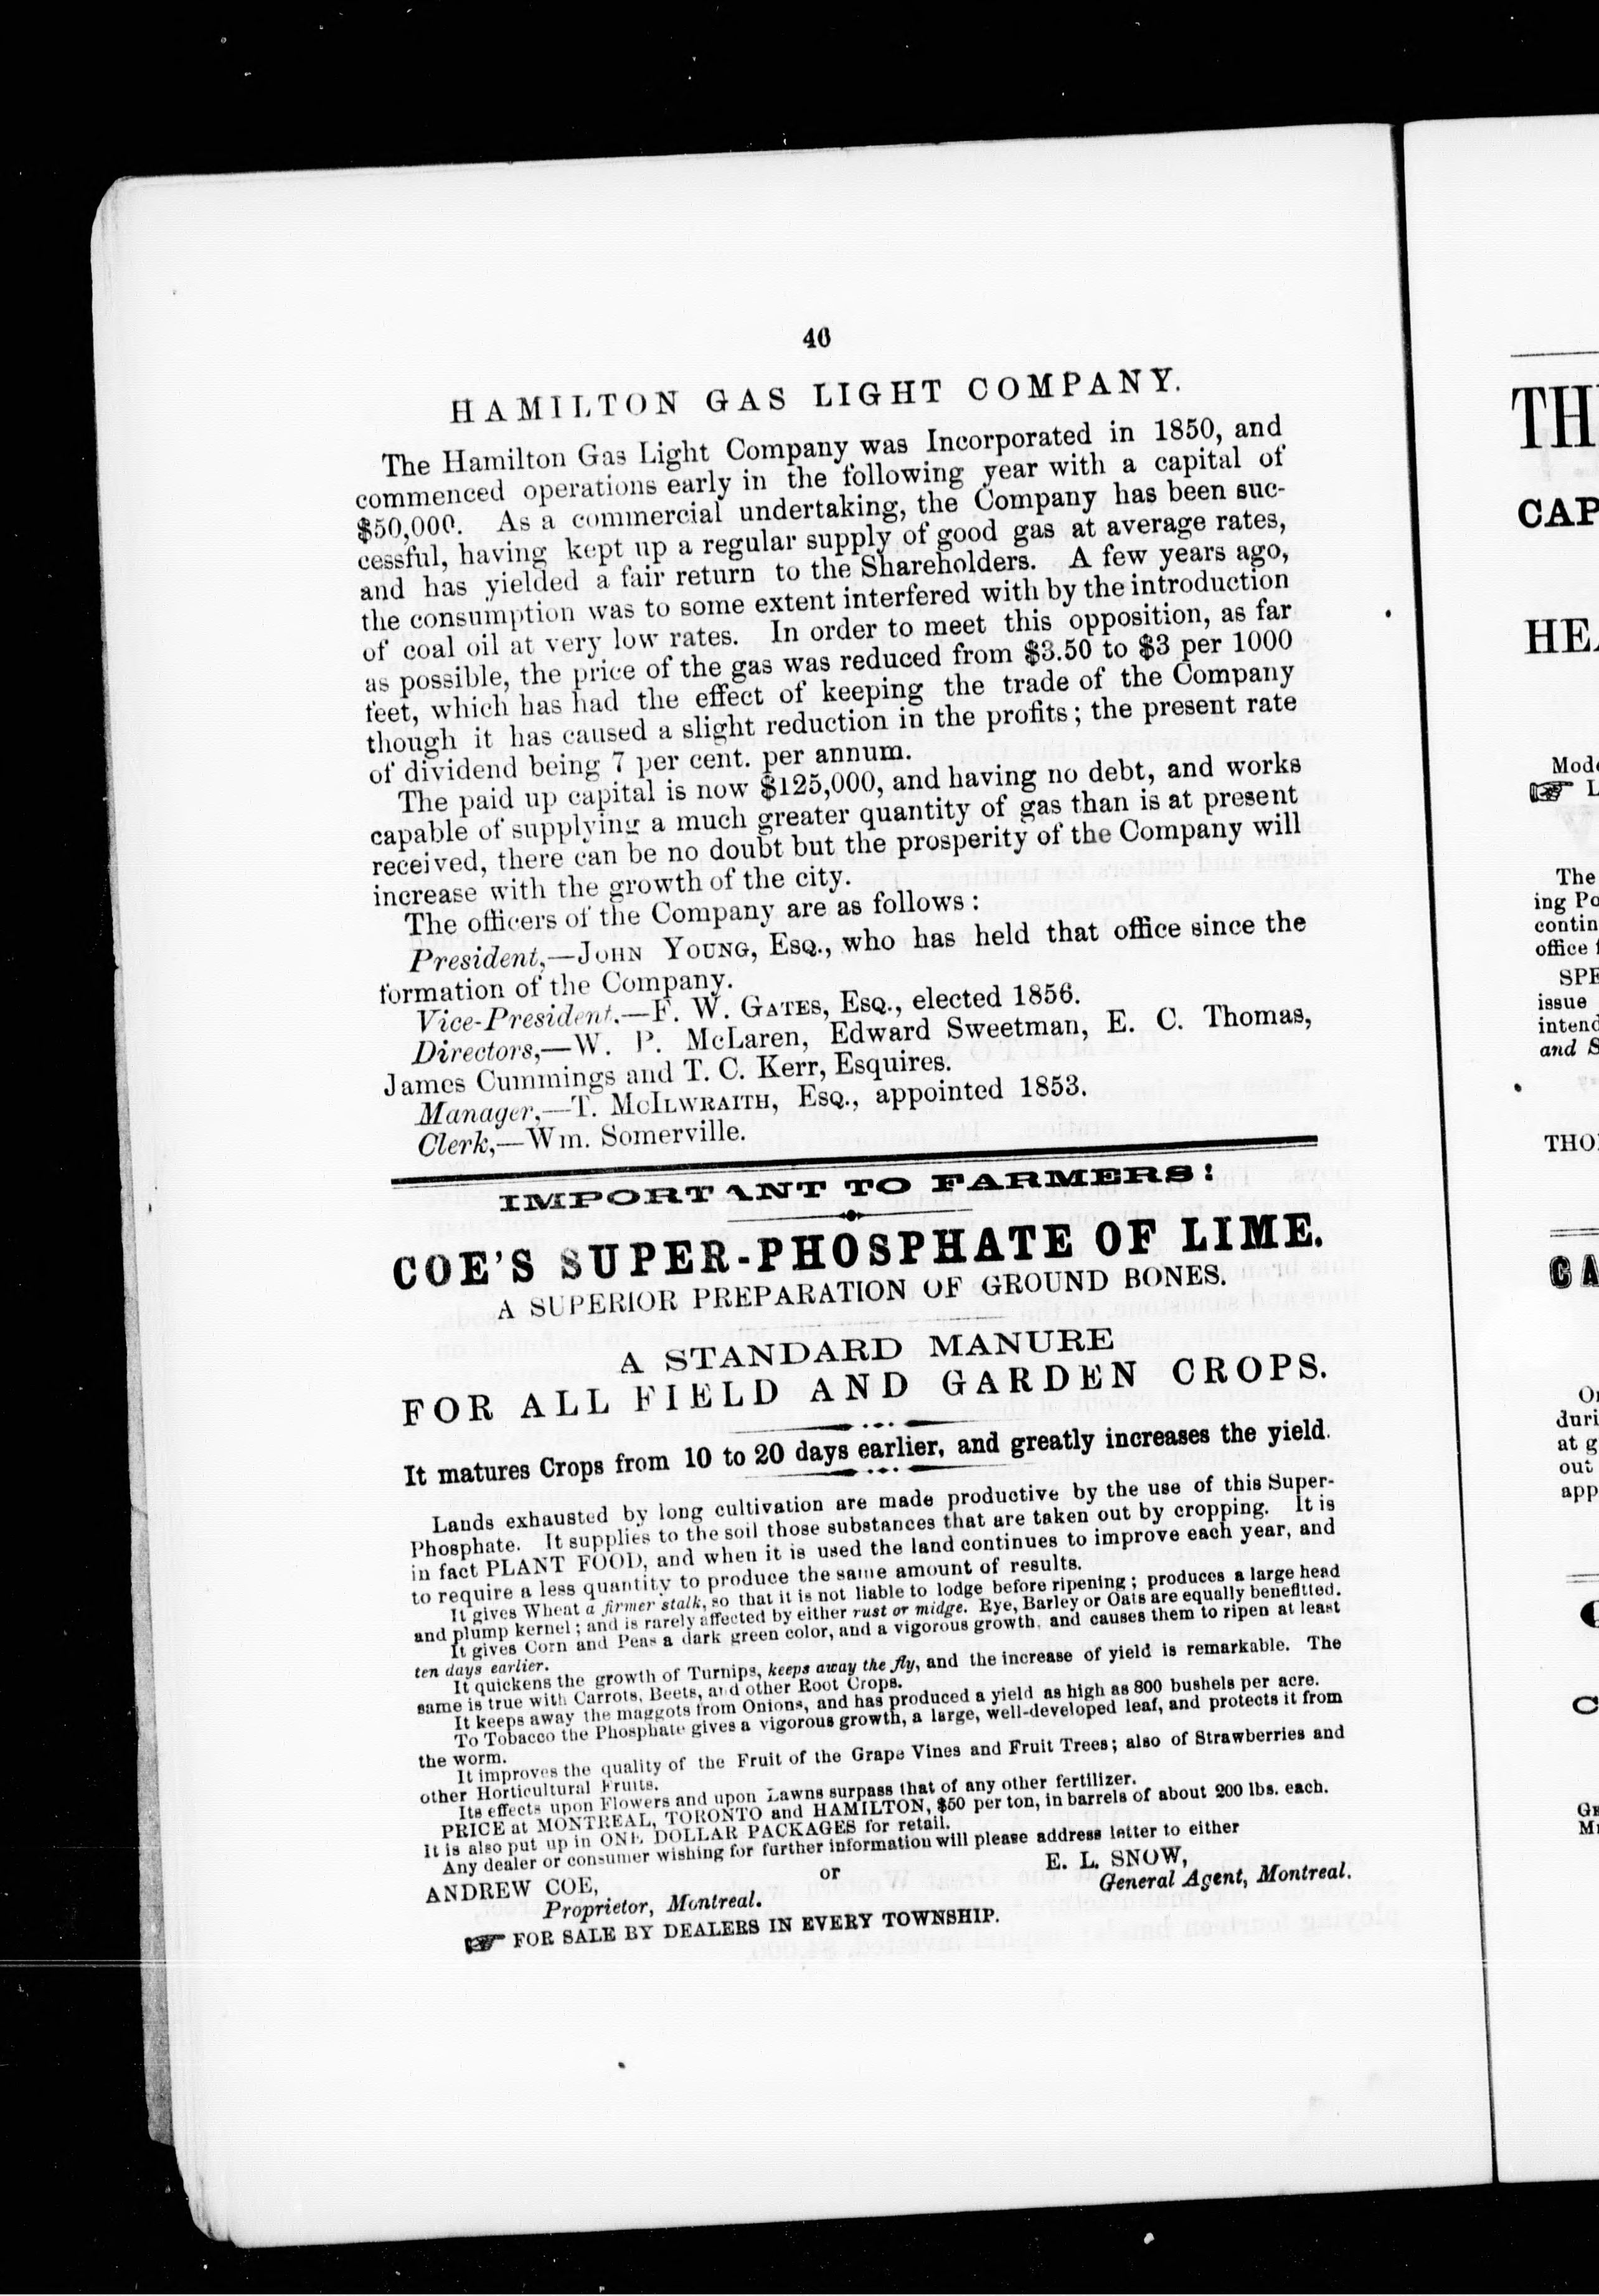 40
HAMILTON GAS LIGHT COMPANY.
The Hamilton Gas Light Company was Incorporated in 1850, and
commenced operations early in the following year with a capital of
$50,000. As a commercial undertaking, the Company has been suc-
cessful, having kept up a regular supply of good gas at average rates,
and has yielded a fair return to the Shareholders. A few years ago,
the consumption was to some extent interfered with by the introduction
of coal oil at very low rates. In order to meet this opposition, as far
as possible, the price of the gas was reduced from $3.50 to $3 per 1000
feet, which has had the effect of keeping the trade of the Company
though it has caused a slight reduction in the profits; the present rate
of dividend being 7 per cent. per annum.
The paid up capital is now $125,000, and having no debt, and works
capable of supplying a much greater quantity of gas than is at present
received, there can be no doubt but the prosperity of the Company will
increase with the growth of the city.
The officers of the Company are as follows:
President,—JOHN YOUNG, ESQ., who has held that office since the
formation of the Company.
Vice-President.—F. W. GATES, ESQ., elected 1856.
Directors,—W. P. McLaren, Edward Sweetman, E. C. Thomas,
James Cummings and T. C. Kerr, Esquires.
Manager,—T. McILWRAITH, ESQ., appointed 1853.
Clerk,—Wm. Somerville.
IMPORTANT TO FARMERS!
COE'S SUPER-PHOSPHATE OF LIME.
A SUPERIOR PREPARATION OF GROUND BONES.
A STANDARD MANURE
FOR ALL FIELD AND GARDEN CROPS.
It matures Crops from 10 to 20 days earlier, and greatly increases the yield.
Lands exhausted by long cultivation are made productive by the use of this Super-
Phosphate. It supplies to the soil those substances that are taken out by cropping. It is
in fact PLANT FOOD, and when it is used the land continues to improve each year, and
to require a less quantity to produce the same amount of results.
It gives Wheat a firmer stalk, so that it is not liable to lodge before ripening; produces a large head
and plump kernel; and is rarely affected by either rust or midge. Rye, Barley or Oats are equally benefitted.
It gives Corn and Peas a dark green color, and a vigorous growth, and causes them to ripen at least
ten days earlier.
It quickens the growth of Turnips, keeps away the fly, and the increase of yield is remarkable. The
same is true with Carrots, Beets, and other Root Crops.
It keeps away the maggots from Onions, and has produced a yield as high as 800 bushels per acre.
To Tobacco the Phosphate gives a vigorous growth, a large, well-developed leaf, and protects it from
the worm.
It improves the quality of the Fruit of the Grape Vines and Fruit Trees; also of Strawberries and
other Horticultural Fruits.
Its effects upon Flowers and upon Lawns surpass that of any other fertilizer.
PRICE at MONTREAL, TORONTO and HAMILTON, $50 per ton, in barrels of about 200 lbs. each.
It is also put up in ONE DOLLAR PACKAGES for retail.
Any dealer or consumer wishing for further information will please address letter to either
ANDREW COE, or E. L. SNOW,
Proprietor, Montreal. General Agent, Montreal.
☞ FOR SALE BY DEALERS IN EVERY TOWNSHIP.
TH
CAP
HEA
Mode
☞ L
The
ing Po
contin
office
SPE
issue
intend
and S
THO
CA
duri
at g
out
app
C